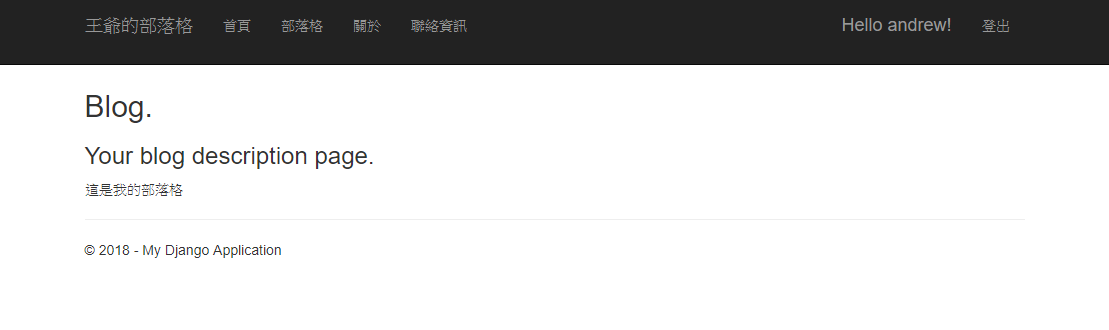 王爺的部落格 首頁 部落格 關於 聯絡資訊 Hello andrew! 登出
Blog.
Your blog description page.
這是我的部落格
© 2018 - My Django Application